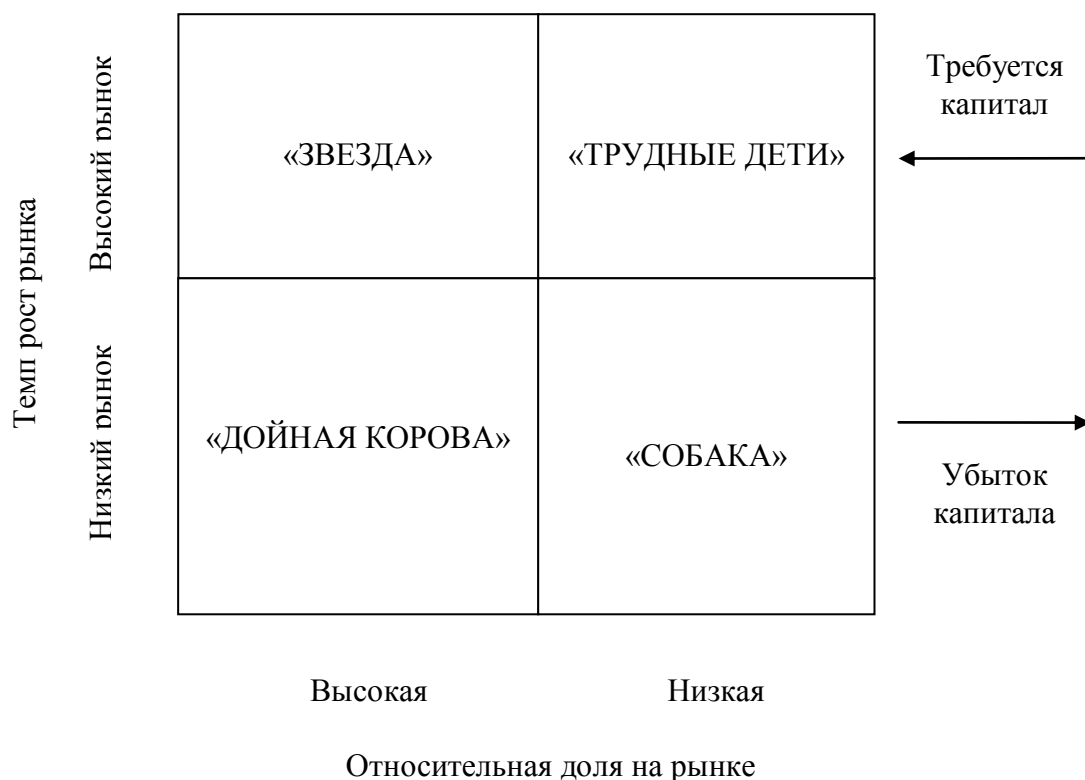 Темп рост рынка
Высокий рынок
Низкий рынок
«ЗВЕЗДА»
«ТРУДНЫЕ ДЕТИ»
Требуется
капитал
«ДОЙНАЯ КОРОВА»
«СОБАКА»
Убыток
капитала
Высокая
Низкая
Относительная доля на рынке